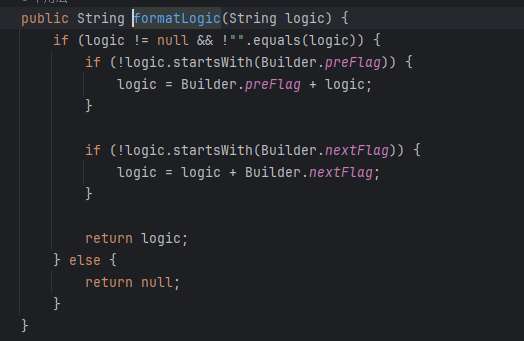 public String formatLogic(String logic) {
    if (logic != null && !"".equals(logic)) {
        if (!logic.startsWith(Builder.preFlag)) {
            logic = Builder.preFlag + logic;
        }

        if (!logic.startsWith(Builder.nextFlag)) {
            logic = logic + Builder.nextFlag;
        }

        return logic;
    } else {
        return null;
    }
}